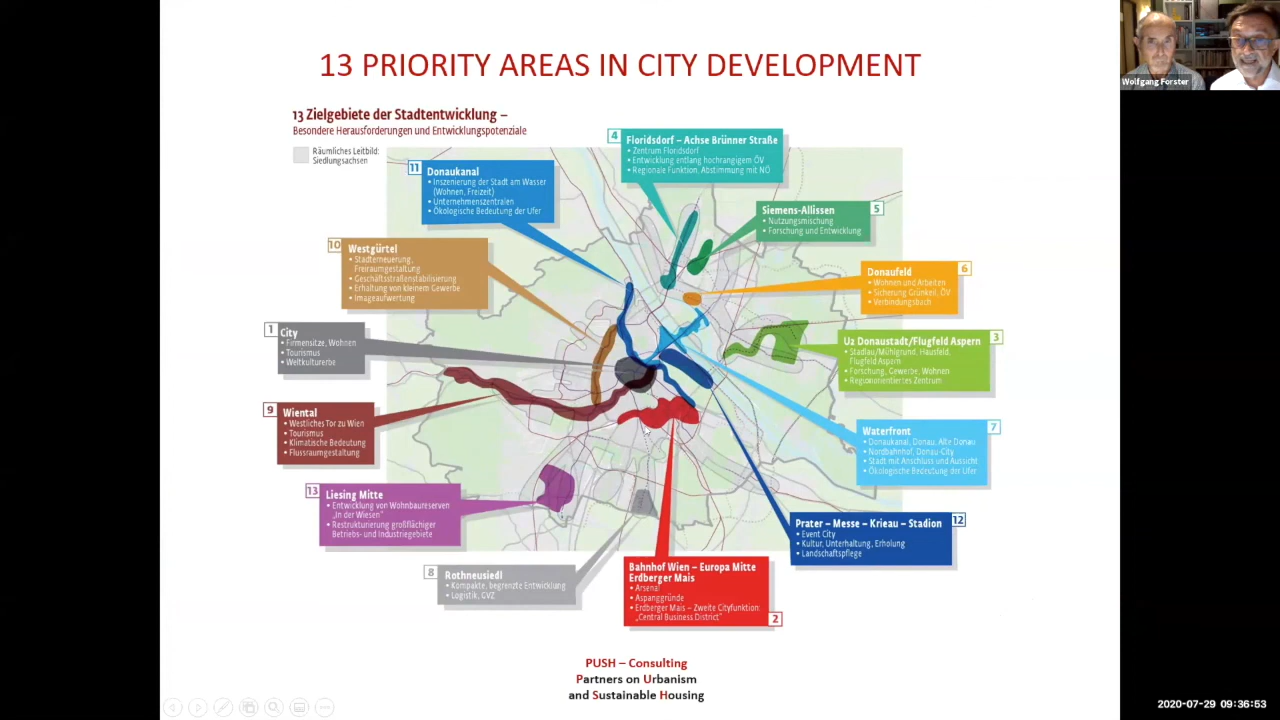 13 PRIORITY AREAS IN CITY DEVELOPMENT
13 Zielgebiete der Stadtentwicklung –
Besondere Herausforderungen und Entwicklungspotenziale
Räumliches Leitbild:
Siedlungsachsen
4
Floridsdorf – Achse Brünner Straße
• Zentrum Floridsdorf
• Entwicklung entlang hochrangigem ÖV
• Regionale Funktion, Abstimmung mit NÖ
11
Donaukanal
• Inszenierung der Stadt am Wasser
(Wohnen, Freizeit)
• Unternehmenszentralen
• Ökologische Bedeutung der Ufer
Siemens-Allissen
5
• Nutzungsmischung
• Forschung und Entwicklung
10
Westgürtel
• Stadterneuerung,
Freiraumgestaltung
• Geschäftsstraßenstabilisierung
• Erhaltung von kleinem Gewerbe
• Imageaufwertung
Donaufeld
6
• Wohnen und Arbeiten
• Sicherung Grünkeil, ÖV
• Verbindungsbach
1
City
• Firmensitze, Wohnen
• Tourismus
• Weltkulturerbe
U2 Donaustadt/Flugfeld Aspern
3
• Stadlau/Mühlgrund, Hausfeld,
Flugfeld Aspern
• Forschung, Gewerbe, Wohnen
• Regionorientiertes Zentrum
9
Wiental
• Westliches Tor zu Wien
• Tourismus
• Klimatische Bedeutung
• Flussraumgestaltung
Waterfront
7
• Donaukanal, Donau, Alte Donau
• Nordbahnhof, Donau-City
• Stadt mit Anschluss und Aussicht
• Ökologische Bedeutung der Ufer
13
Liesing Mitte
• Entwicklung von Wohnbaureserven
„In der Wiesen"
• Restrukturierung großflächiger
Betriebs- und Industriegebiete
Prater – Messe – Krieau – Stadion
12
• Event City
• Kultur, Unterhaltung, Erholung
• Landschaftspflege
8
Rothneusiedl
• Kompakte, begrenzte Entwicklung
• Logistik, GVZ
Bahnhof Wien – Europa Mitte
Erdberger Mais
• Arsenal
• Aspanggründe
• Erdberger Mais – Zweite Cityfunktion:
„Central Business District"
2
PUSH – Consulting
Partners on Urbanism
and Sustainable Housing
Wolfgang Forster
2020-07-29 09:36:53